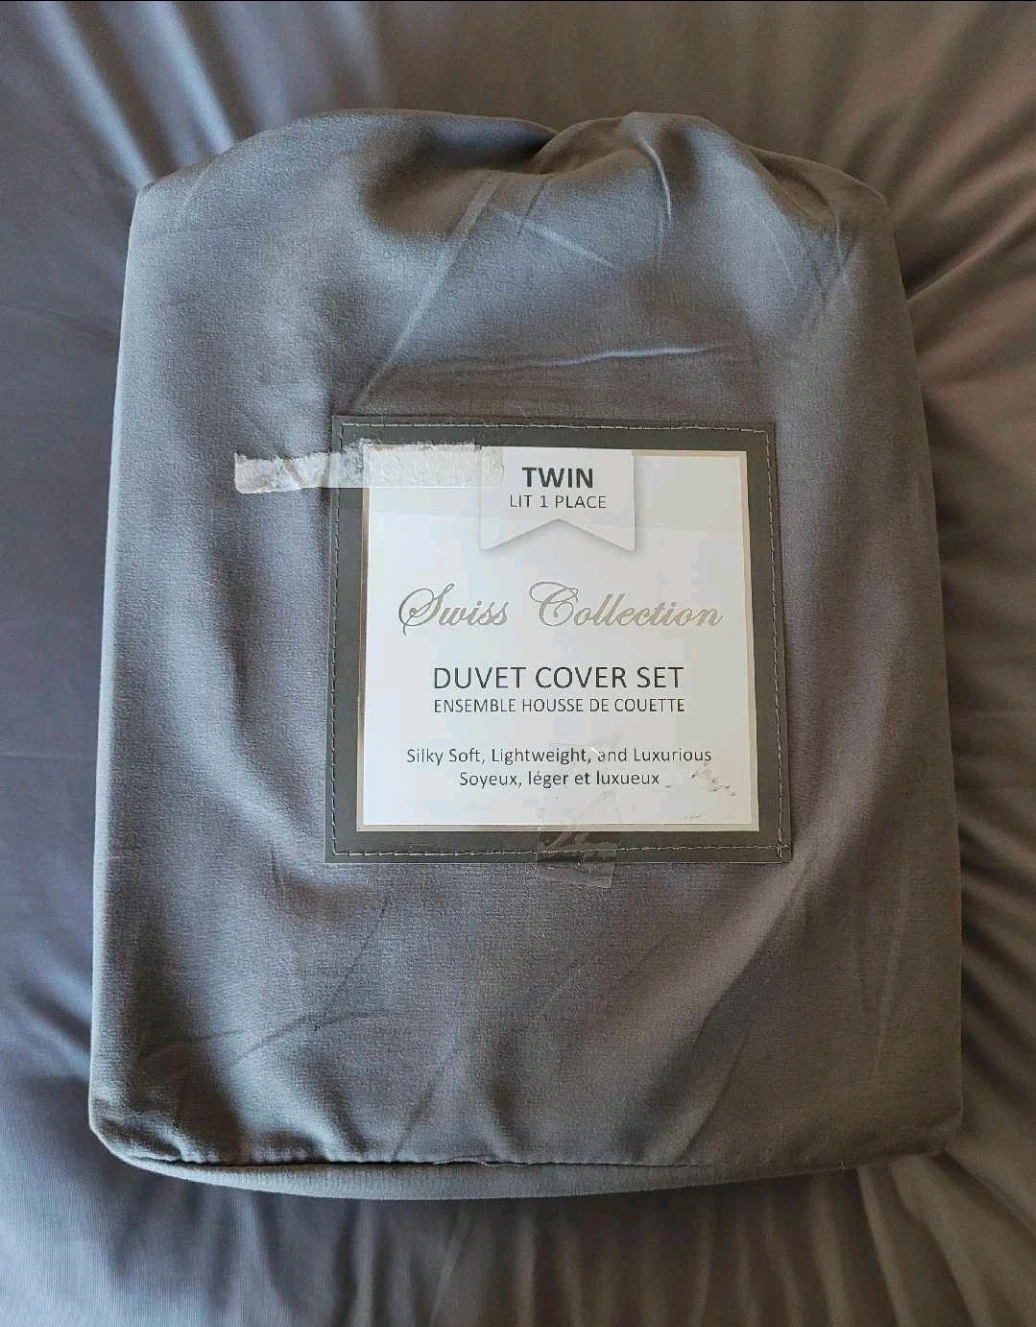 TWIN
LIT 1 PLACE
Swiss Collection
DUVET COVER SET
ENSEMBLE HOUSSE DE COUETTE
Silky Soft, Lightweight, and Luxurious
Soyeux, léger et luxueux